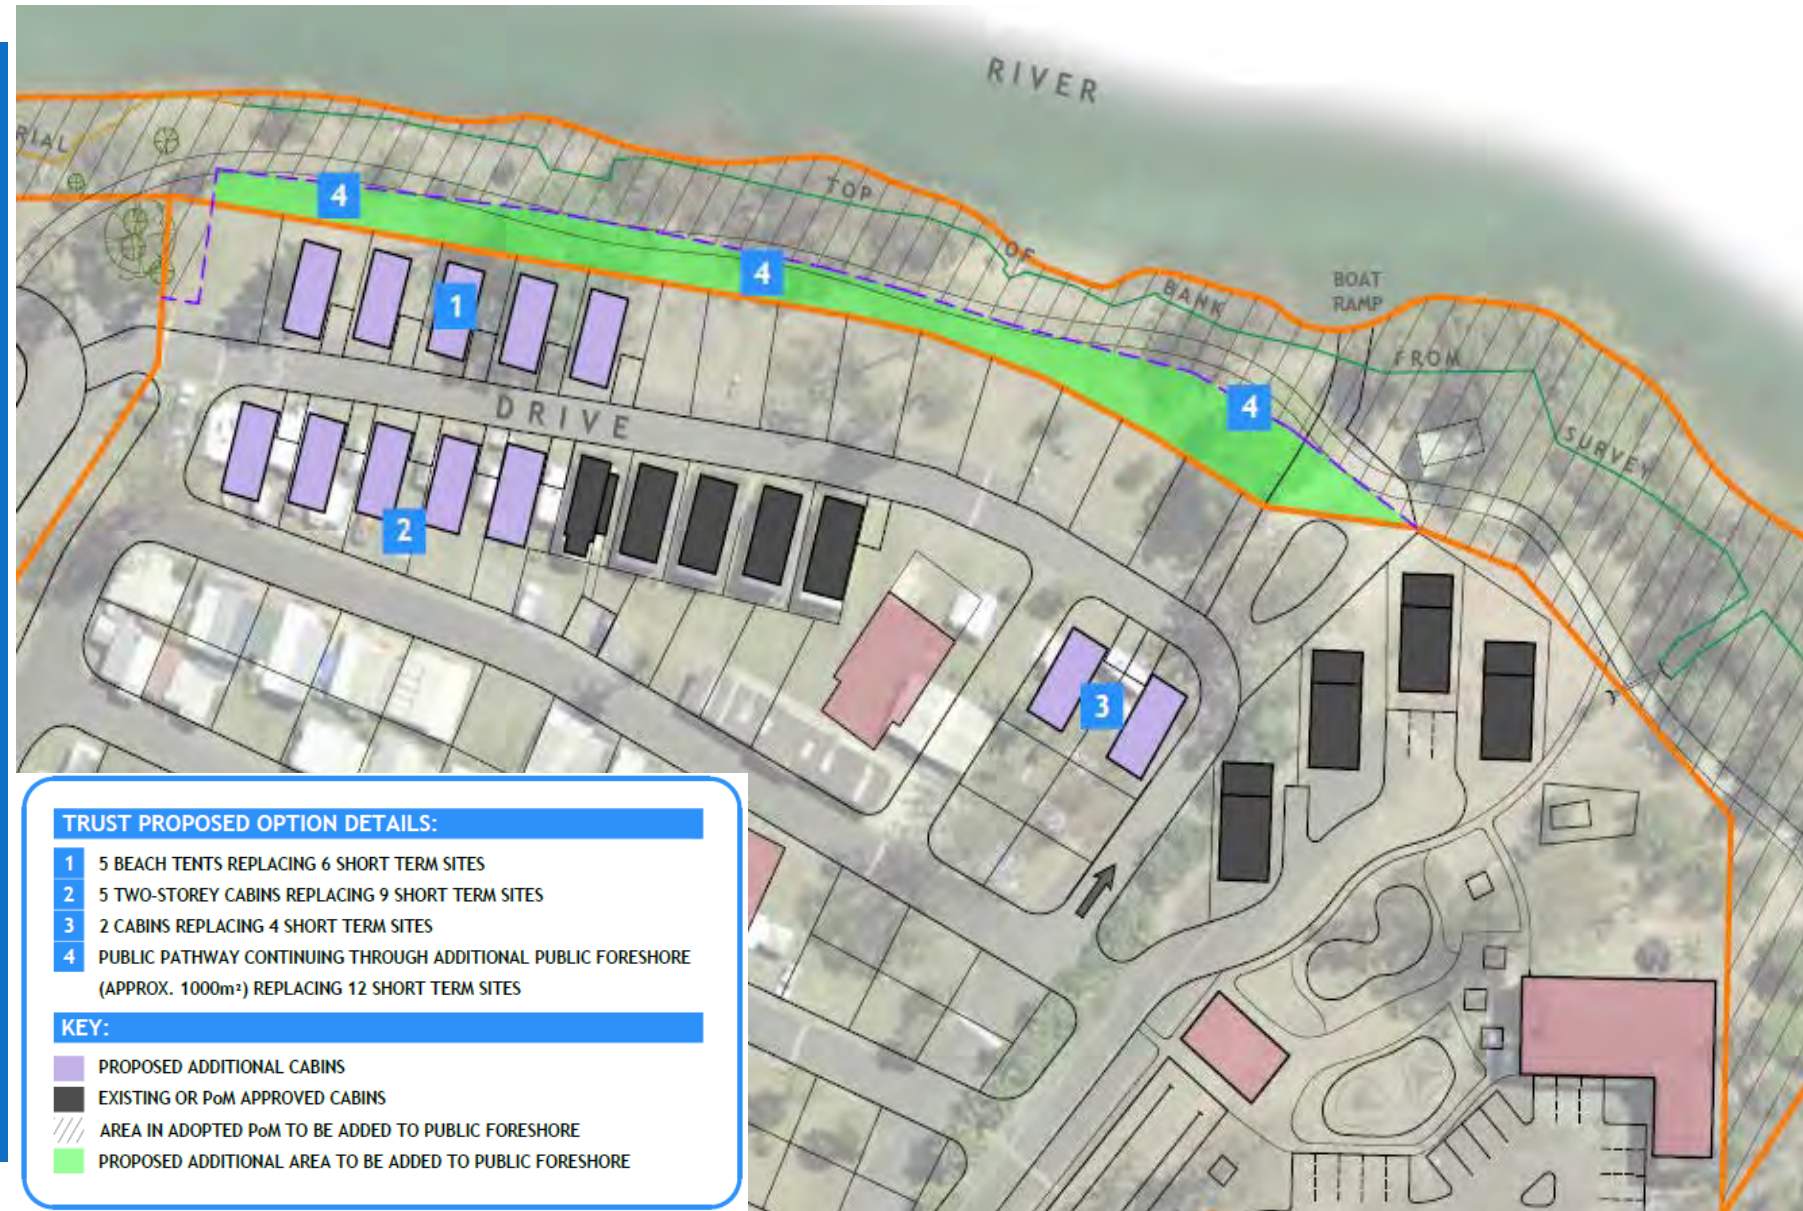 RIVER
RIAL
4
TOP
4
OF
BANK
BOAT
RAMP
FROM
SURVEY
1
4
DRIVE
2
3
TRUST PROPOSED OPTION DETAILS:
1 5 BEACH TENTS REPLACING 6 SHORT TERM SITES
2 5 TWO-STOREY CABINS REPLACING 9 SHORT TERM SITES
3 2 CABINS REPLACING 4 SHORT TERM SITES
4 PUBLIC PATHWAY CONTINUING THROUGH ADDITIONAL PUBLIC FORESHORE
(APPROX. 1000m²) REPLACING 12 SHORT TERM SITES
KEY:
PROPOSED ADDITIONAL CABINS
EXISTING OR PoM APPROVED CABINS
AREA IN ADOPTED PoM TO BE ADDED TO PUBLIC FORESHORE
PROPOSED ADDITIONAL AREA TO BE ADDED TO PUBLIC FORESHORE